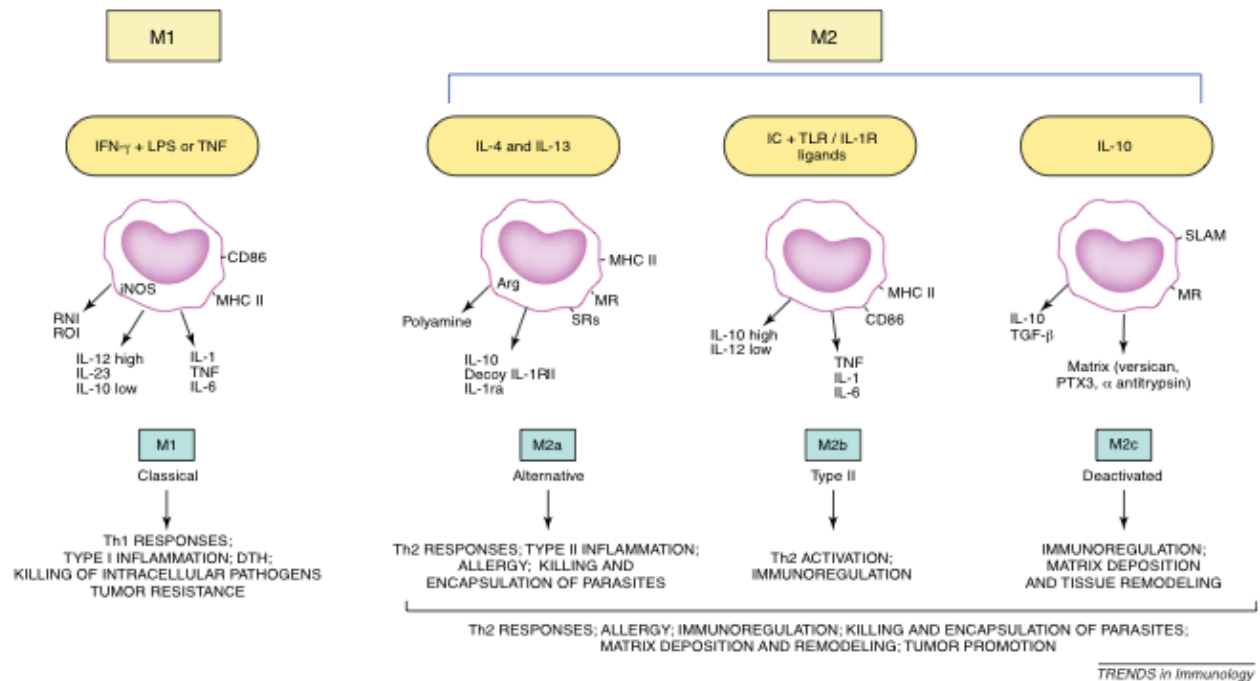 M1
M2
IFN-γ + LPS or TNF
IL-4 and IL-13
IC + TLR / IL-1R
ligands
IL-10
CD86
iNOS
MHC II
RNI
ROI
IL-12 high
IL-23
IL-10 low
IL-1
TNF
IL-6
MHC II
Arg
MR
SRs
Polyamine
IL-10
Decoy IL-1RII
IL-1ra
MHC II
CD86
IL-10 high
IL-12 low
TNF
IL-1
IL-6
SLAM
MR
IL-10
TGF-β
Matrix (versican,
PTX3, α antitrypsin)
M1
Classical
M2a
Alternative
M2b
Type II
M2c
Deactivated
Th1 RESPONSES;
TYPE I INFLAMMATION; DTH;
KILLING OF INTRACELLULAR PATHOGENS
TUMOR RESISTANCE
Th2 RESPONSES; TYPE II INFLAMMATION;
ALLERGY; KILLING AND
ENCAPSULATION OF PARASITES
Th2 ACTIVATION;
IMMUNOREGULATION
IMMUNOREGULATION;
MATRIX DEPOSITION
AND TISSUE REMODELING
Th2 RESPONSES; ALLERGY; IMMUNOREGULATION; KILLING AND ENCAPSULATION OF PARASITES;
MATRIX DEPOSITION AND REMODELING; TUMOR PROMOTION
TRENDS in Immunology